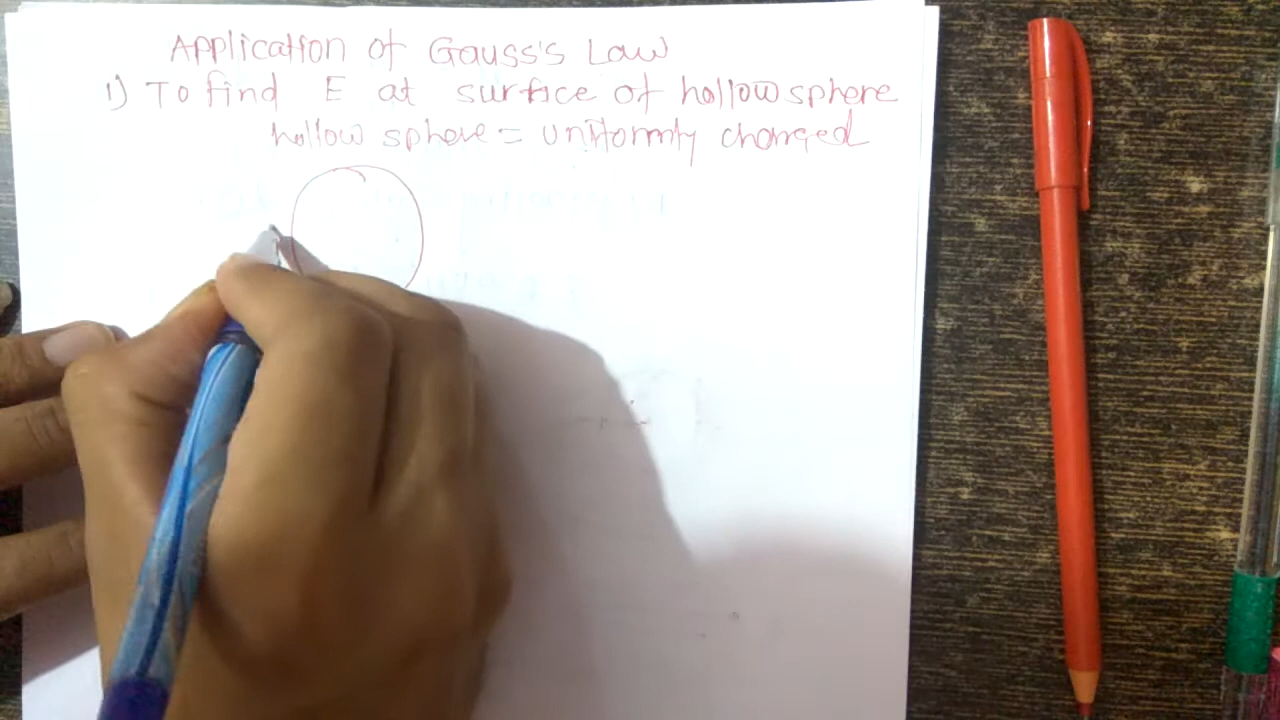 Application of Gauss's Law
1) To find E at surface of hollow sphere
hollow sphere = uniformly charged